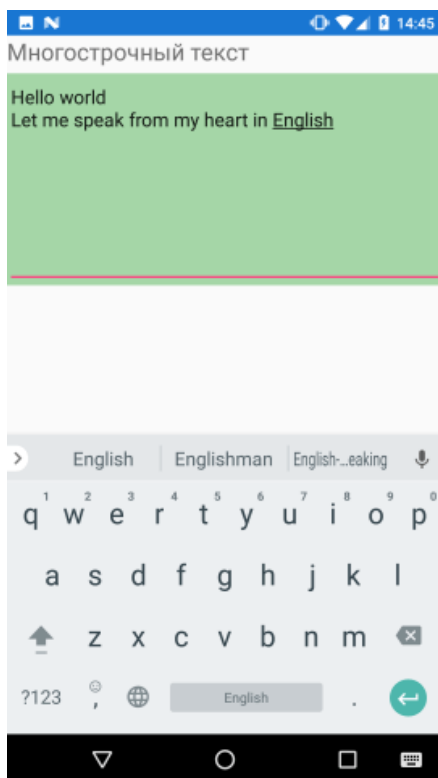 14:45
Многострочный текст
Hello world
Let me speak from my heart in English
English Englishman English-...eaking
1 2 3 4 5 6 7 8 9 0
q w e r t y u i o p
a s d f g h j k l
z x c v b n m
?123 , English .